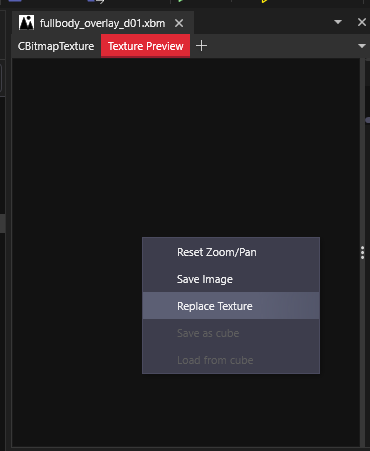 fullbody_overlay_d01.xbm
CBitmapTexture Texture Preview
Reset Zoom/Pan
Save Image
Replace Texture
Save as cube
Load from cube